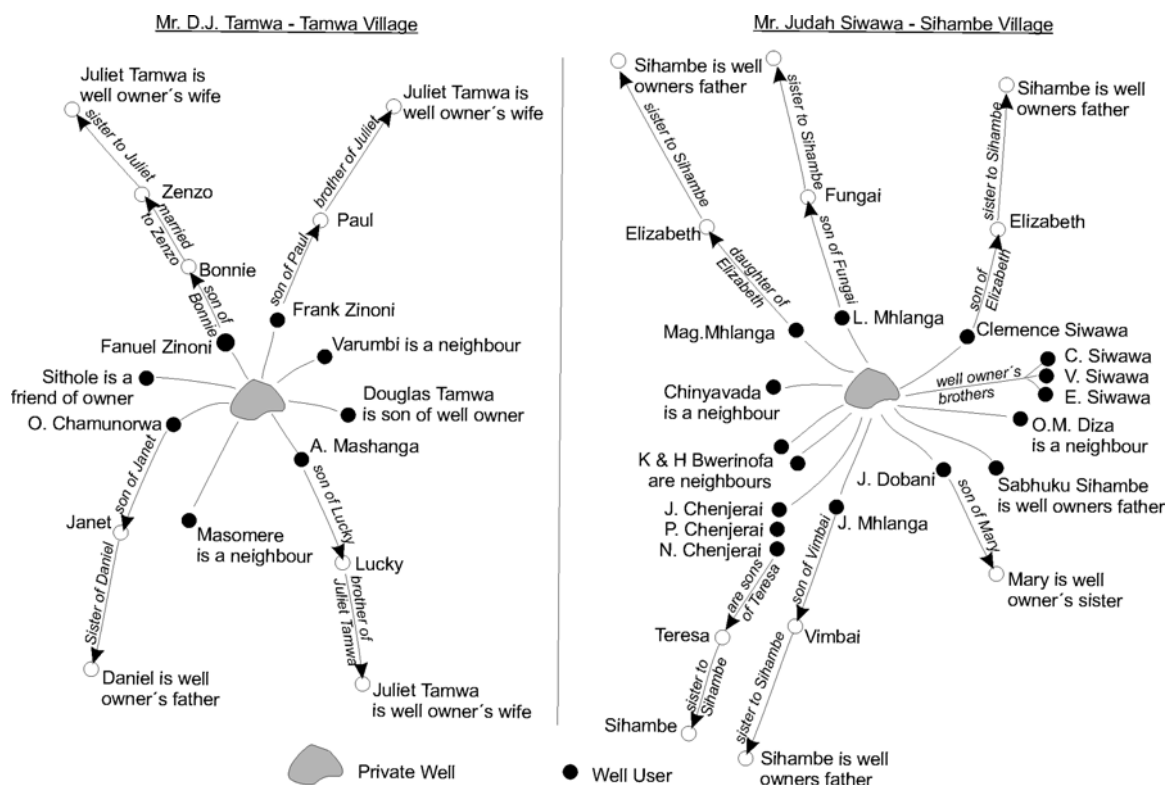 Mr. D.J. Tamwa - Tamwa Village
Juliet Tamwa is
well owner´s wife
Juliet Tamwa is
well owner´s wife
sister to Juliet
brother of Juliet
Zenzo
Paul
married
to Zenzo
Bonnie
son of Paul
son of
Bonnie
Frank Zinoni
Fanuel Zinoni
Varumbi is a neighbour
Sithole is a
friend of owner
Douglas Tamwa
is son of well owner
O. Chamunorwa
A. Mashanga
son of Janet
son of Lucky
Janet
Masomere
is a neighbour
Lucky
Sister of Daniel
brother of
Juliet Tamwa
Daniel is well
owner´s father
Juliet Tamwa
is well owner´s wife
Mr. Judah Siwawa - Sihambe Village
Sihambe is well
owners father
Sihambe is well
owners father
sister to Sihambe
sister to Sihambe
sister to Sihambe
Fungai
Elizabeth
Elizabeth
daughter of
Elizabeth
son of Fungai
son of
Elizabeth
Mag.Mhlanga
L. Mhlanga
Clemence Siwawa
well owner´s
brothers
C. Siwawa
V. Siwawa
E. Siwawa
Chinyavada
is a neighbour
O.M. Diza
is a neighbour
K & H Bwerinofa
are neighbours
J. Dobani
Sabhuku Sihambe
is well owners father
J. Chenjerai
P. Chenjerai
N. Chenjerai
J. Mhlanga
son of Mary
are sons
of Teresa
son of Vimbai
Mary is well
owner´s sister
Teresa
Vimbai
sister to
Sihambe
sister to Sihambe
Sihambe
Sihambe is well
owners father
Private Well
Well User